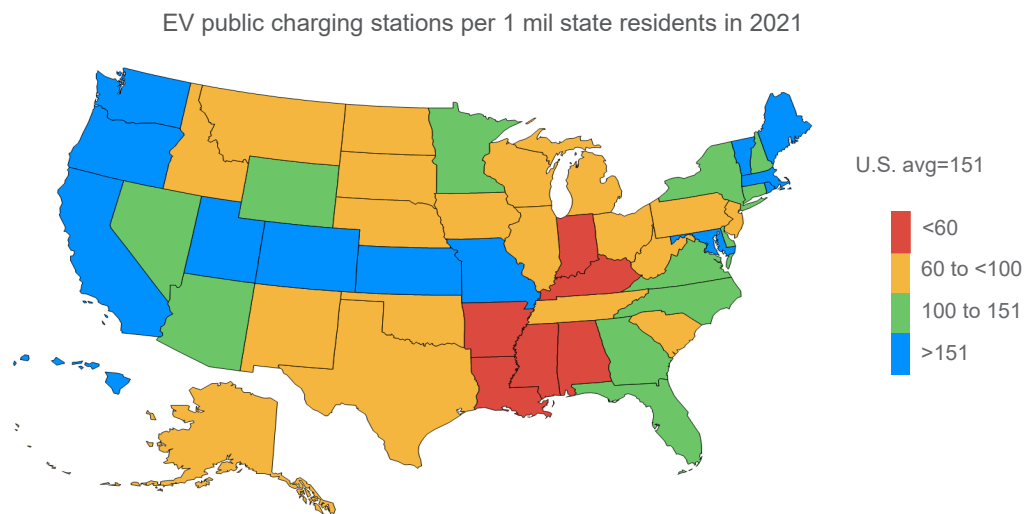 EV public charging stations per 1 mil state residents in 2021
U.S. avg=151
<60
60 to <100
100 to 151
>151